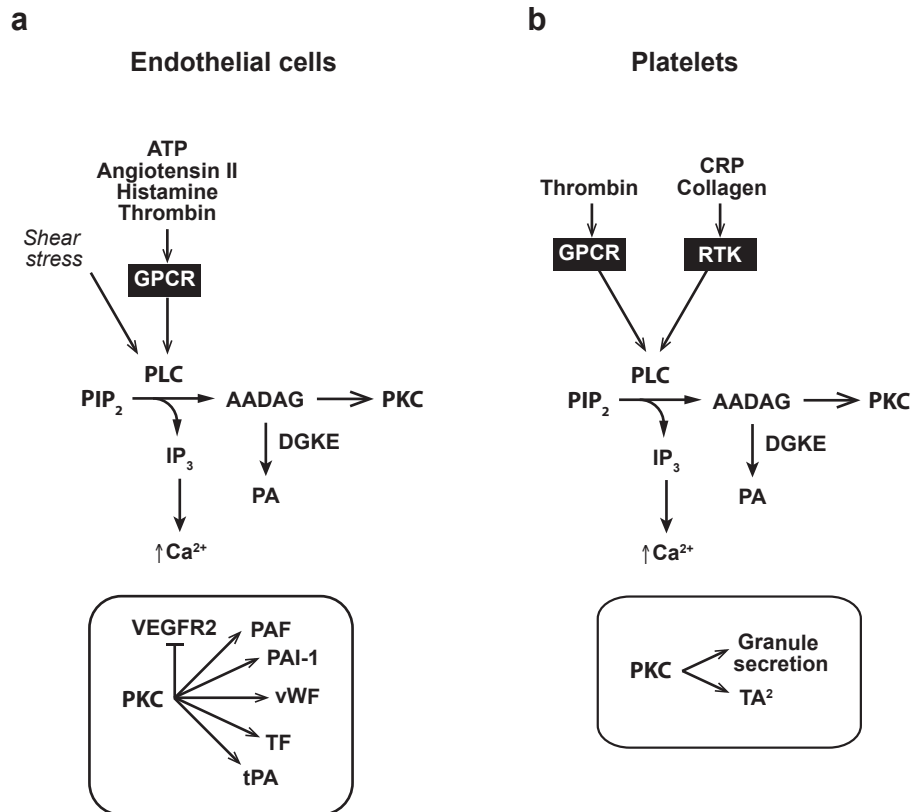 a
Endothelial cells
ATP
Angiotensin II
Histamine
Thrombin
Shear
stress
GPCR
PLC
PIP₂
AADAG
PKC
IP₃
DGKE
PA
↑Ca²⁺
VEGFR2
PAF
PAI-1
PKC
vWF
TF
tPA
b
Platelets
Thrombin
CRP
Collagen
GPCR
RTK
PLC
PIP₂
AADAG
PKC
IP₃
DGKE
PA
↑Ca²⁺
PKC
Granule
secretion
TA²